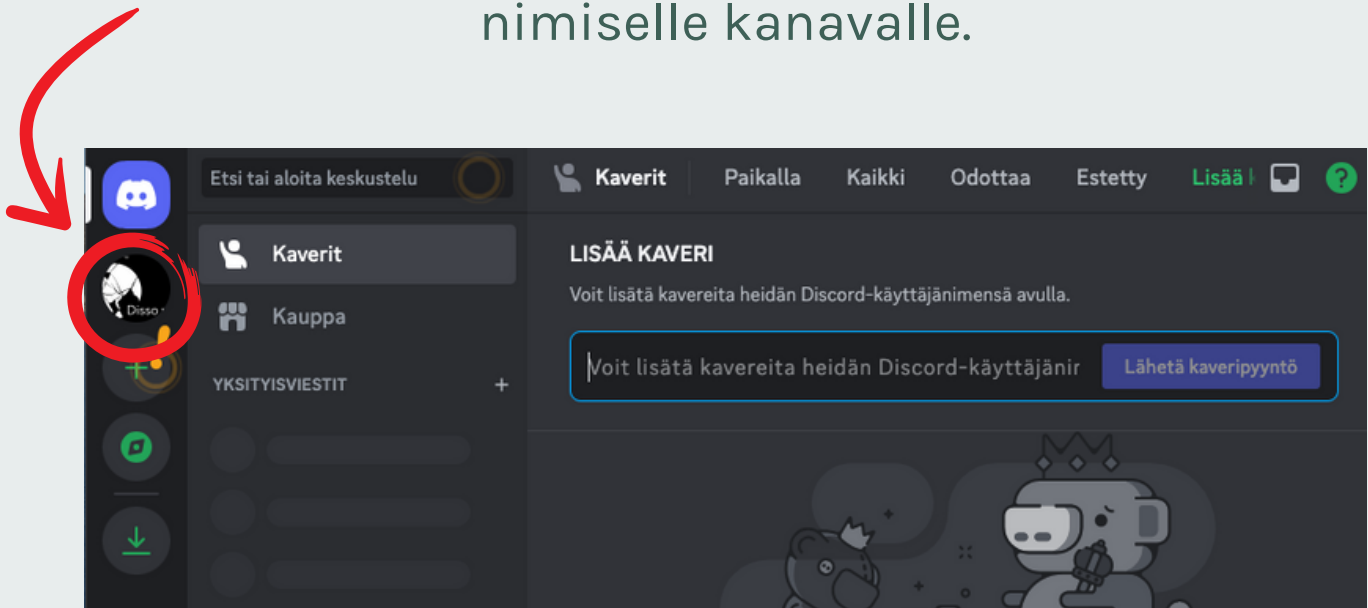 nimiselle kanavalle.
Etsi tai aloita keskustelu
Kaverit
Paikalla
Kaikki
Odottaa
Estetty
Lisää
Kaverit
LISÄÄ KAVERI
Disso
Voit lisätä kavereita heidän Discord-käyttäjänimensä avulla.
Kauppa
Voit lisätä kavereita heidän Discord-käyttäjänir
Lähetä kaveripyyntö
YKSITYISVIESTIT